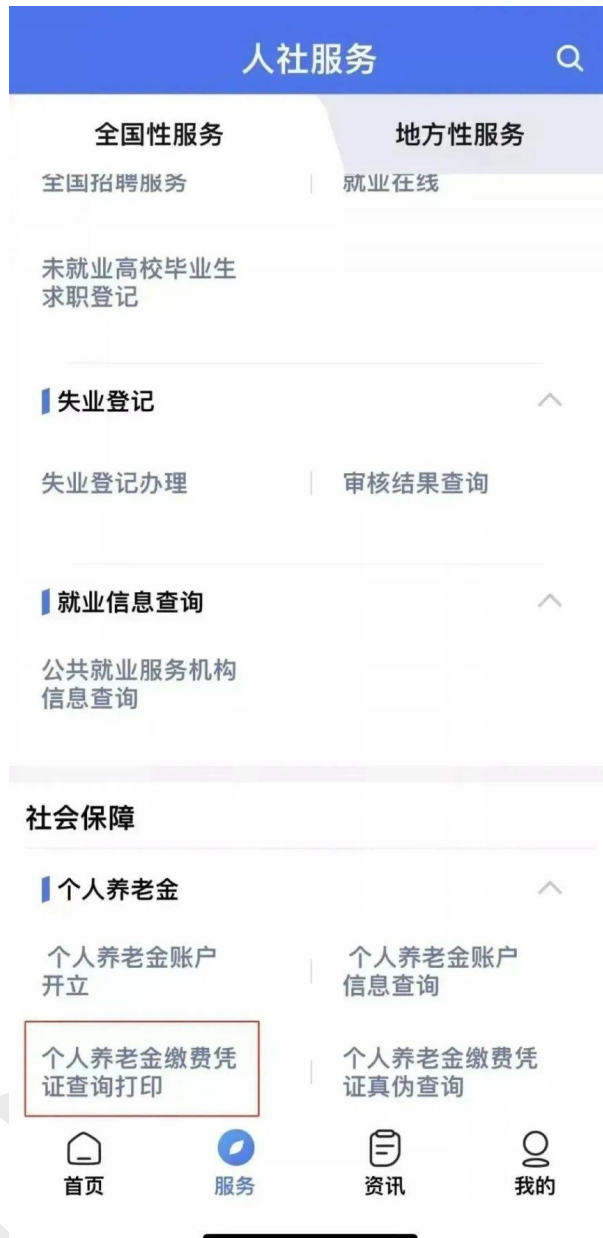 人社服务
全国性服务
地方性服务
全国招聘服务
就业在线
未就业高校毕业生
求职登记
失业登记
失业登记办理
审核结果查询
就业信息查询
公共就业服务机构
信息查询
社会保障
个人养老金
个人养老金账户
开立
个人养老金账户
信息查询
个人养老金缴费凭
证查询打印
个人养老金缴费凭
证真伪查询
首页
服务
资讯
我的